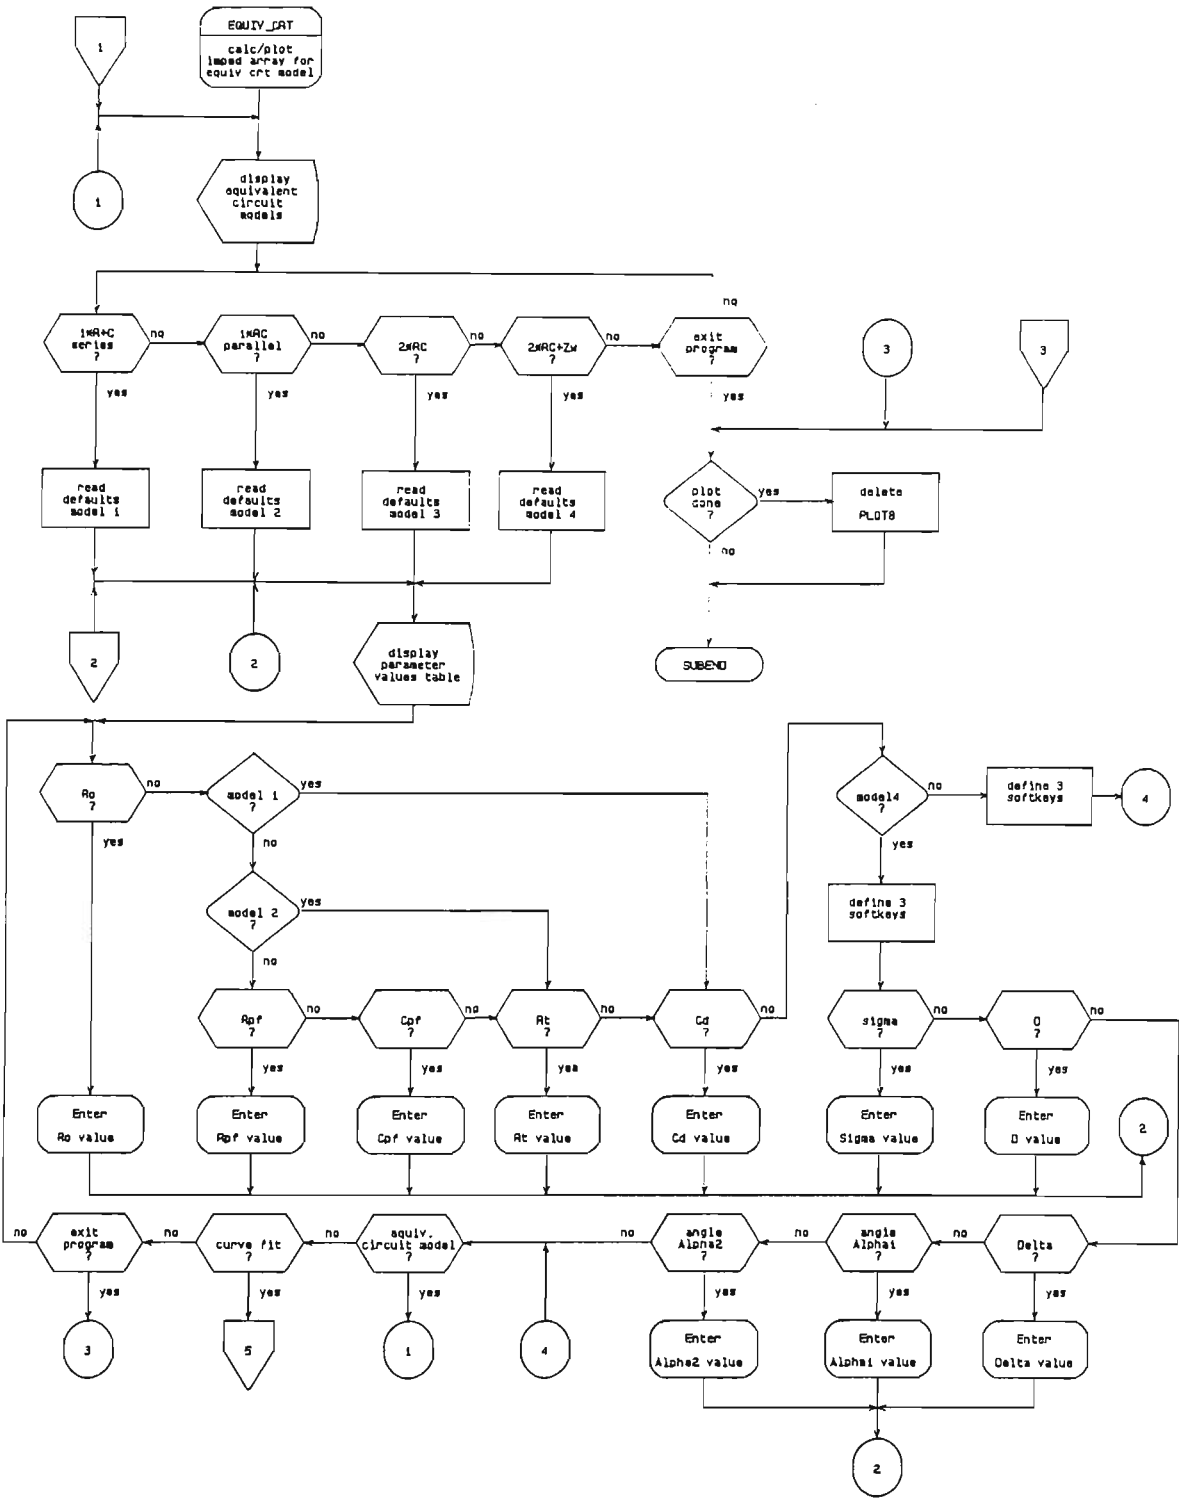 1
EQUIV_CRT
calc/plot
imped array for
equiv crt model
1
display
equivalent
circuit
models
no
1*R+C
series
?
no
1*RC
parallel
?
no
2*RC
?
no
2*RC+Zw
?
no
exit
program
?
3
3
yes
yes
yes
yes
yes
read
defaults
model 1
read
defaults
model 2
read
defaults
model 3
read
defaults
model 4
plot
done
?
yes
delete
PLOT8
no
2
2
display
parameter
values table
SUBEND
Ro
?
no
model 1
?
yes
model4
?
no
define 3
softkeys
4
yes
no
yes
model 2
?
yes
define 3
softkeys
no
Rpf
?
no
Cpf
?
no
Rt
?
no
Cd
?
no
sigma
?
no
D
?
no
yes
yes
yes
yes
yes
yes
Enter
Ro value
Enter
Rpf value
Enter
Cpf value
Enter
Rt value
Enter
Cd value
Enter
Sigma value
Enter
D value
2
no
exit
program
?
no
curve fit
?
no
equiv.
circuit model
?
no
angle
Alpha2
?
no
angle
Alpha1
?
no
Delta
?
yes
yes
yes
yes
yes
yes
3
5
1
4
Enter
Alpha2 value
Enter
Alpha1 value
Enter
Delta value
2